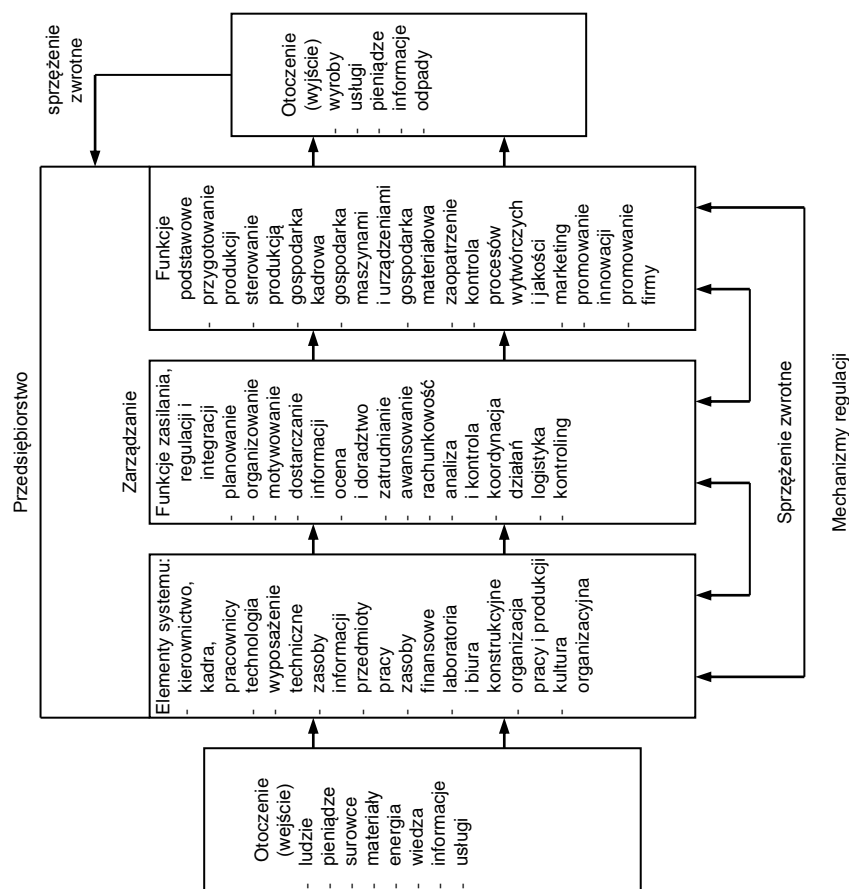 Przedsiębiorstwo
sprzężenie
zwrotne
Zarządzanie
Otoczenie
(wejście)
- ludzie
- pieniądze
- surowce
- materiały
- energia
- wiedza
- informacje
- usługi
Elementy systemu:
- kierownictwo,
kadra,
pracownicy
- technologia
- wyposażenie
techniczne
- zasoby
informacji
- przedmioty
pracy
- zasoby
finansowe
- laboratoria
i biura
konstrukcyjne
- organizacja
pracy i produkcji
- kultura
organizacyjna
Funkcje zasilania,
regulacji i
integracji
- planowanie
- organizowanie
- motywowanie
- dostarczanie
informacji
- ocena
i doradztwo
- zatrudnianie
- awansowanie
- rachunkowość
- analiza
i kontrola
- koordynacja
działań
- logistyka
- kontroling
Funkcje
podstawowe
- przygotowanie
produkcji
- sterowanie
produkcją
- gospodarka
kadrowa
- gospodarka
maszynami
i urządzeniami
- gospodarka
materiałowa
- zaopatrzenie
- kontrola
procesów
wytwórczych
i jakości
- marketing
- promowanie
innowacji
- promowanie
firmy
Otoczenie
(wyjście)
- wyroby
- usługi
- pieniądze
- informacje
- odpady
Sprzężenie zwrotne
Mechanizmy regulacji